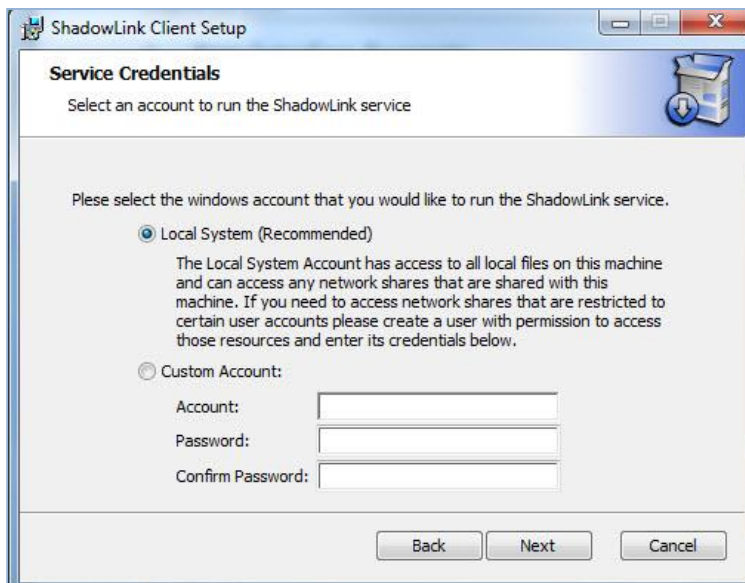 ShadowLink Client Setup
Service Credentials
Select an account to run the ShadowLink service
Plese select the windows account that you would like to run the ShadowLink service.
Local System (Recommended)
The Local System Account has access to all local files on this machine
and can access any network shares that are shared with this
machine. If you need to access network shares that are restricted to
certain user accounts please create a user with permission to access
those resources and enter its credentials below.
Custom Account:
Account:
Password:
Confirm Password:
Back Next Cancel